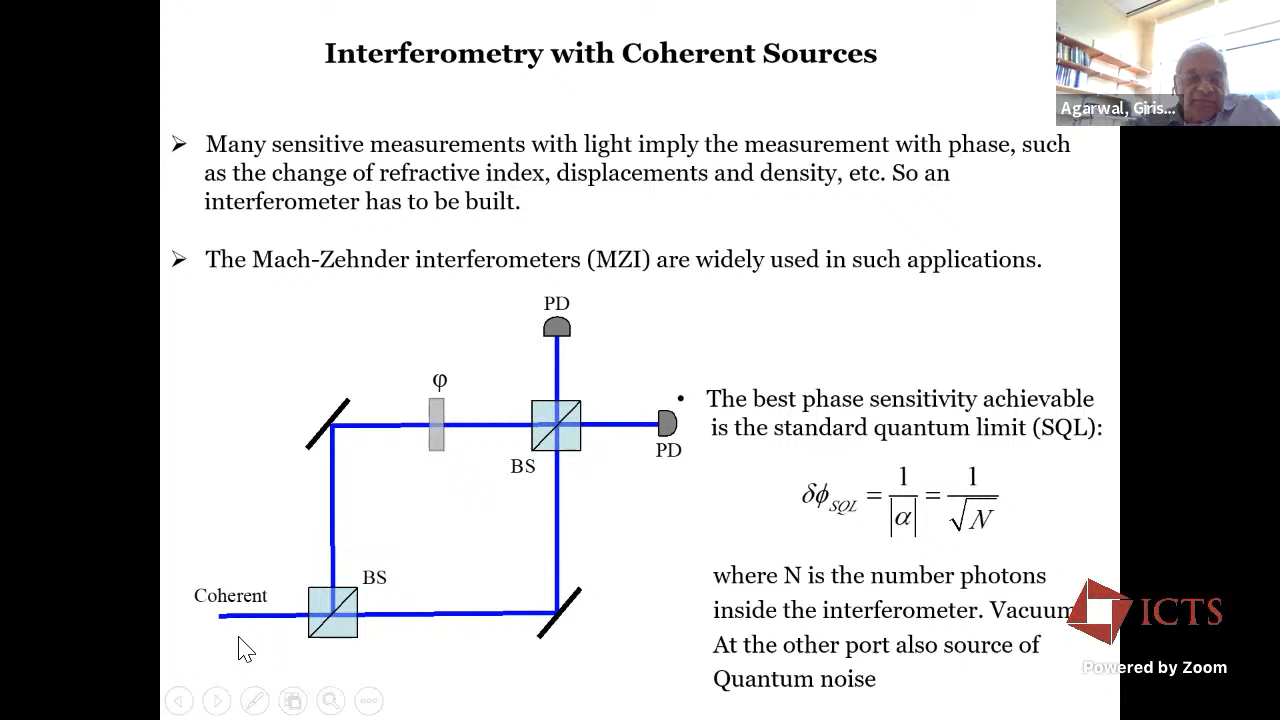 Interferometry with Coherent Sources
Agarwal, Giris...
➢ Many sensitive measurements with light imply the measurement with phase, such
as the change of refractive index, displacements and density, etc. So an
interferometer has to be built.
➢ The Mach-Zehnder interferometers (MZI) are widely used in such applications.
PD
φ
BS
PD
Coherent
BS
• The best phase sensitivity achievable
is the standard quantum limit (SQL):
δϕ_SQL = 1/|α| = 1/√N
where N is the number photons
inside the interferometer. Vacuum
At the other port also source of
Quantum noise
ICTS
Powered by Zoom